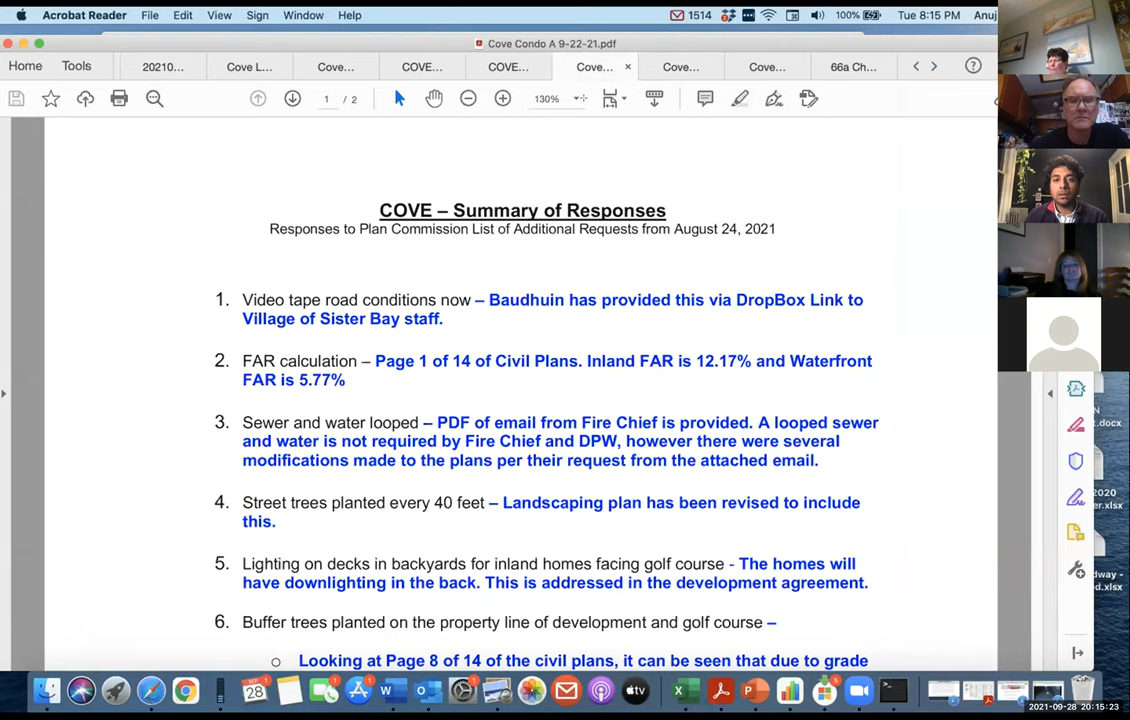 Acrobat Reader File Edit View Sign Window Help 1514 100% Tue 8:15 PM Anuj
Cove Condo A 9-22-21.pdf
Home Tools 20210... Cove L... Cove... COVE... COVE... Cove... × Cove... Cove... 66a Ch...
1 / 2 130%
COVE – Summary of Responses
Responses to Plan Commission List of Additional Requests from August 24, 2021
1. Video tape road conditions now – Baudhuin has provided this via DropBox Link to
Village of Sister Bay staff.
2. FAR calculation – Page 1 of 14 of Civil Plans. Inland FAR is 12.17% and Waterfront
FAR is 5.77%
3. Sewer and water looped – PDF of email from Fire Chief is provided. A looped sewer
and water is not required by Fire Chief and DPW, however there were several
modifications made to the plans per their request from the attached email.
4. Street trees planted every 40 feet – Landscaping plan has been revised to include
this.
5. Lighting on decks in backyards for inland homes facing golf course - The homes will
have downlighting in the back. This is addressed in the development agreement.
6. Buffer trees planted on the property line of development and golf course –
o Looking at Page 8 of 14 of the civil plans, it can be seen that due to grade
N
t.docx
2020
er.xlsx
dway -
d.xlsx
SEP
28
tv
2021-09-28 20:15:23